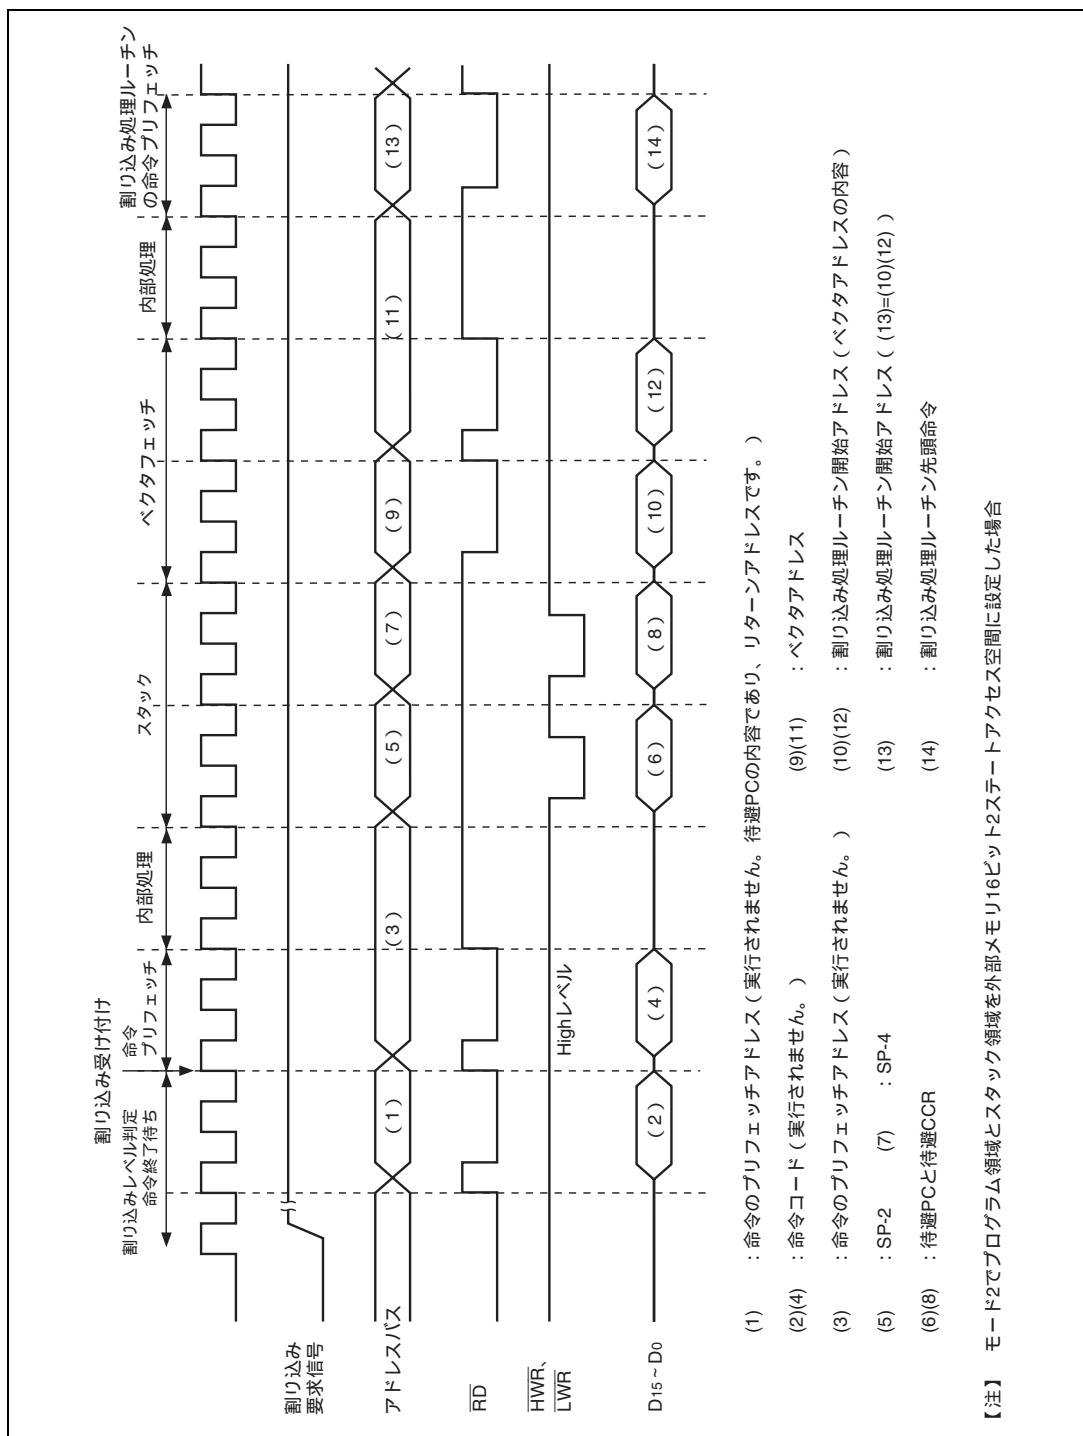 割り込み受け付け
割り込みレベル判定
命令終了待ち
命令
プリフェッチ
内部処理
スタック
ベクタフェッチ
内部処理
割り込み処理ルーチン
の命令プリフェッチ
割り込み
要求信号
アドレスバス
(1)
(3)
(5)
(7)
(9)
(11)
(13)
RD
HWR、
LWR
Highレベル
D15~D0
(2)
(4)
(6)
(8)
(10)
(12)
(14)
(1) :命令のプリフェッチアドレス(実行されません。待避PCの内容であり、リターンアドレスです。)
(2)(4) :命令コード(実行されません。)
(3) :命令のプリフェッチアドレス(実行されません。)
(5) :SP-2 (7) :SP-4
(6)(8) :待避PCと待避CCR
(9)(11) :ベクタアドレス
(10)(12) :割り込み処理ルーチン開始アドレス(ベクタアドレスの内容)
(13) :割り込み処理ルーチン開始アドレス((13)=(10)(12))
(14) :割り込み処理ルーチン先頭命令
【注】 モード2でプログラム領域とスタック領域を外部メモリ16ビット2ステートアクセス空間に設定した場合